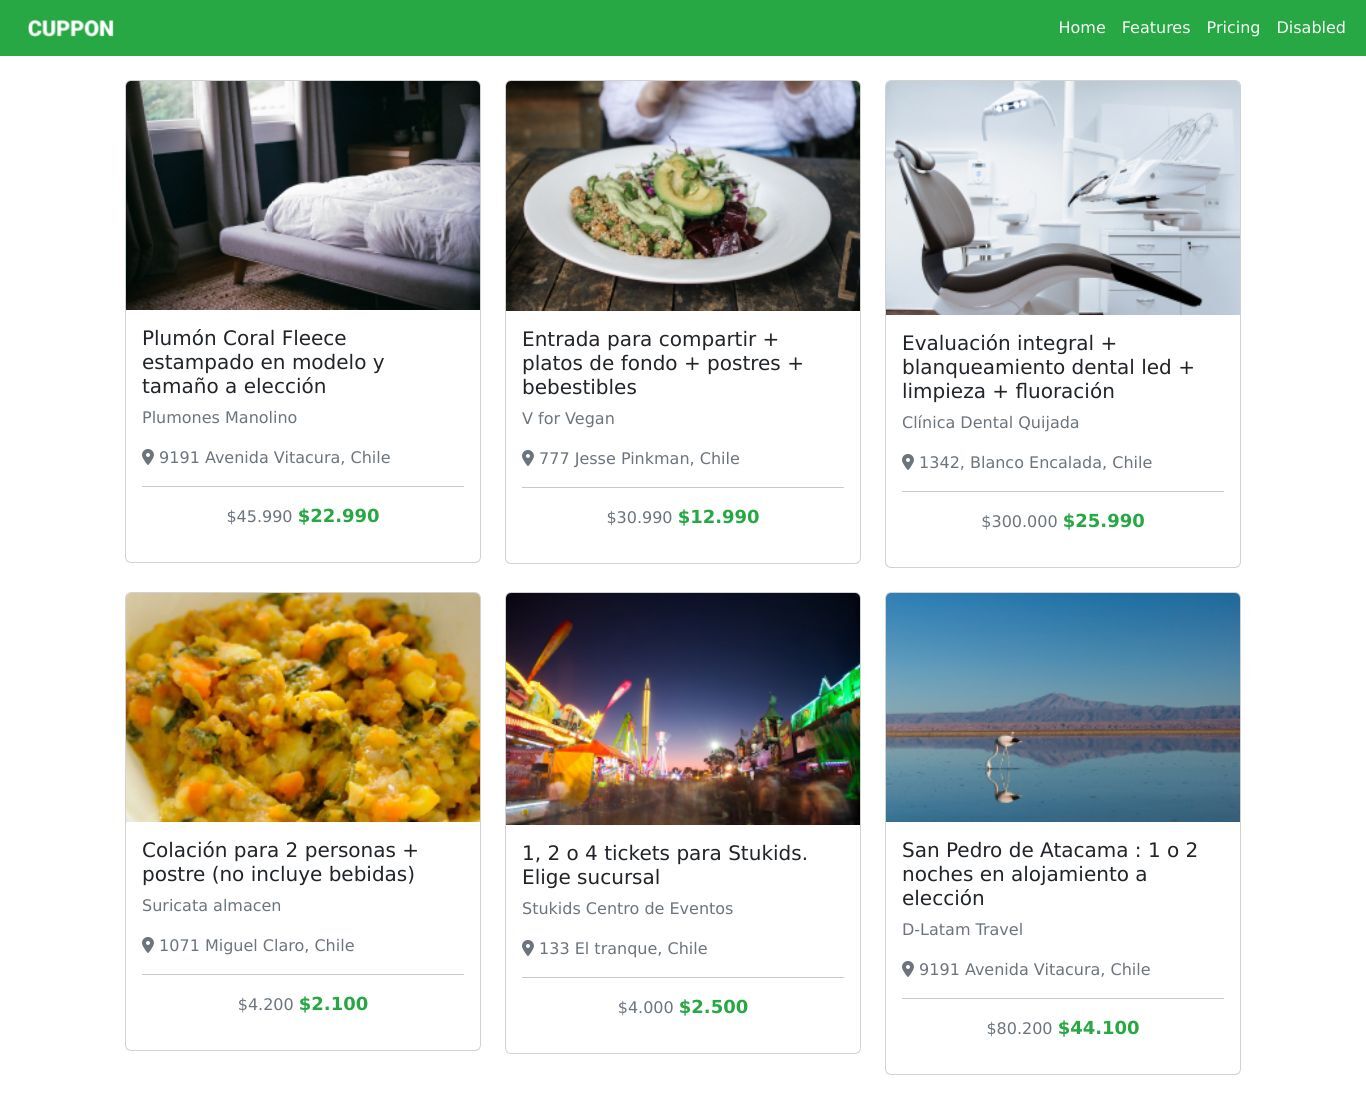 CUPPON
Home Features Pricing Disabled
Plumón Coral Fleece
estampado en modelo y
tamaño a elección
Plumones Manolino
9191 Avenida Vitacura, Chile
$45.990 $22.990
Entrada para compartir +
platos de fondo + postres +
bebestibles
V for Vegan
777 Jesse Pinkman, Chile
$30.990 $12.990
Evaluación integral +
blanqueamiento dental led +
limpieza + fluoración
Clínica Dental Quijada
1342, Blanco Encalada, Chile
$300.000 $25.990
Colación para 2 personas +
postre (no incluye bebidas)
Suricata almacen
1071 Miguel Claro, Chile
$4.200 $2.100
1, 2 o 4 tickets para Stukids.
Elige sucursal
Stukids Centro de Eventos
133 El tranque, Chile
$4.000 $2.500
San Pedro de Atacama : 1 o 2
noches en alojamiento a
elección
D-Latam Travel
9191 Avenida Vitacura, Chile
$80.200 $44.100